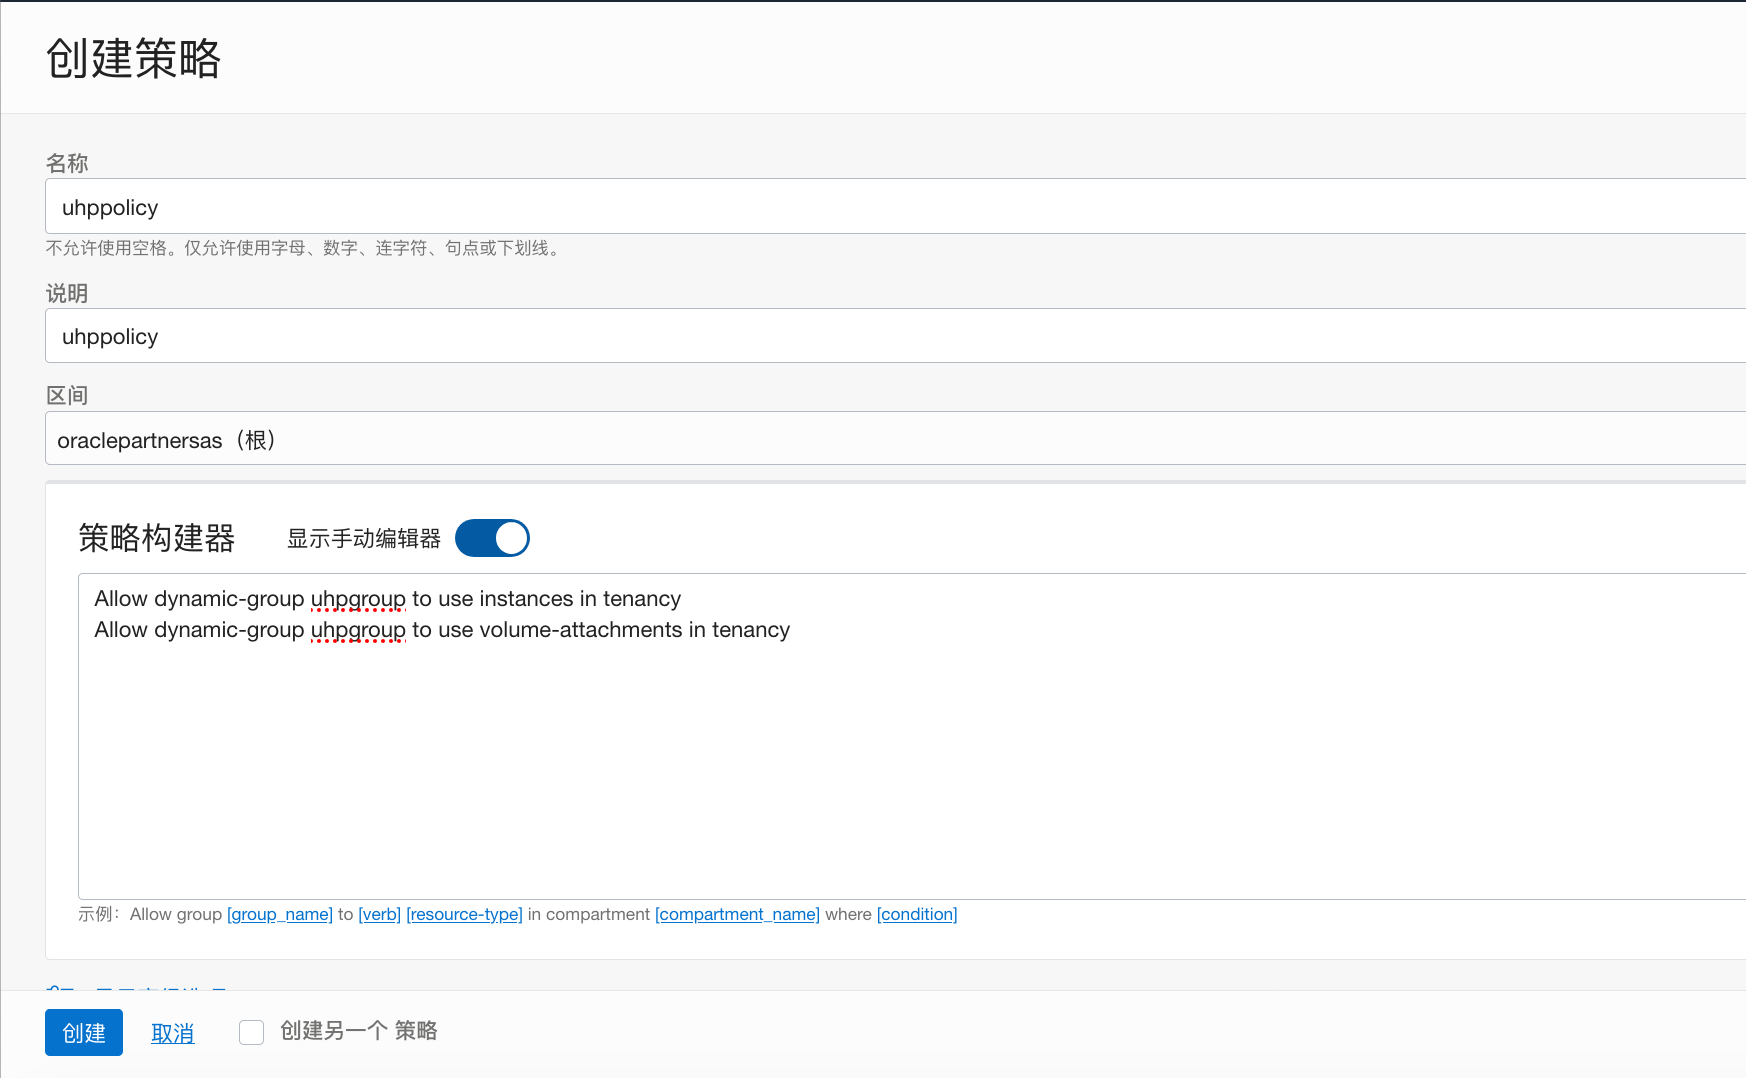 创建策略
名称
uhppolicy
不允许使用空格。仅允许使用字母、数字、连字符、句点或下划线。
说明
uhppolicy
区间
oraclepartnersas（根）
策略构建器 显示手动编辑器
Allow dynamic-group uhpgroup to use instances in tenancy
Allow dynamic-group uhpgroup to use volume-attachments in tenancy
示例：Allow group [group_name] to [verb] [resource-type] in compartment [compartment_name] where [condition]
创建 取消 创建另一个 策略